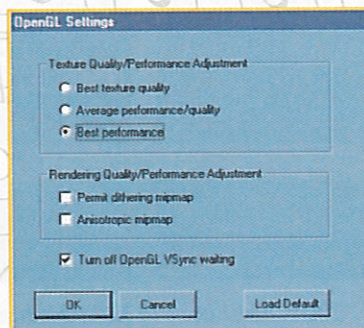 OpenGL Settings
Texture Quality/Performance Adjustment
Best texture quality
Average performance/quality
Best performance
Rendering Quality/Performance Adjustment
Permit dithering mipmap
Anisotropic mipmap
Turn off OpenGL VSync waiting
OK Cancel Load Default